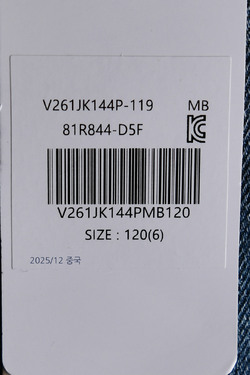 V261JK144P-119 MB
81R844-D5F
V261JK144PMB120
SIZE : 120(6)
2025/12 중국